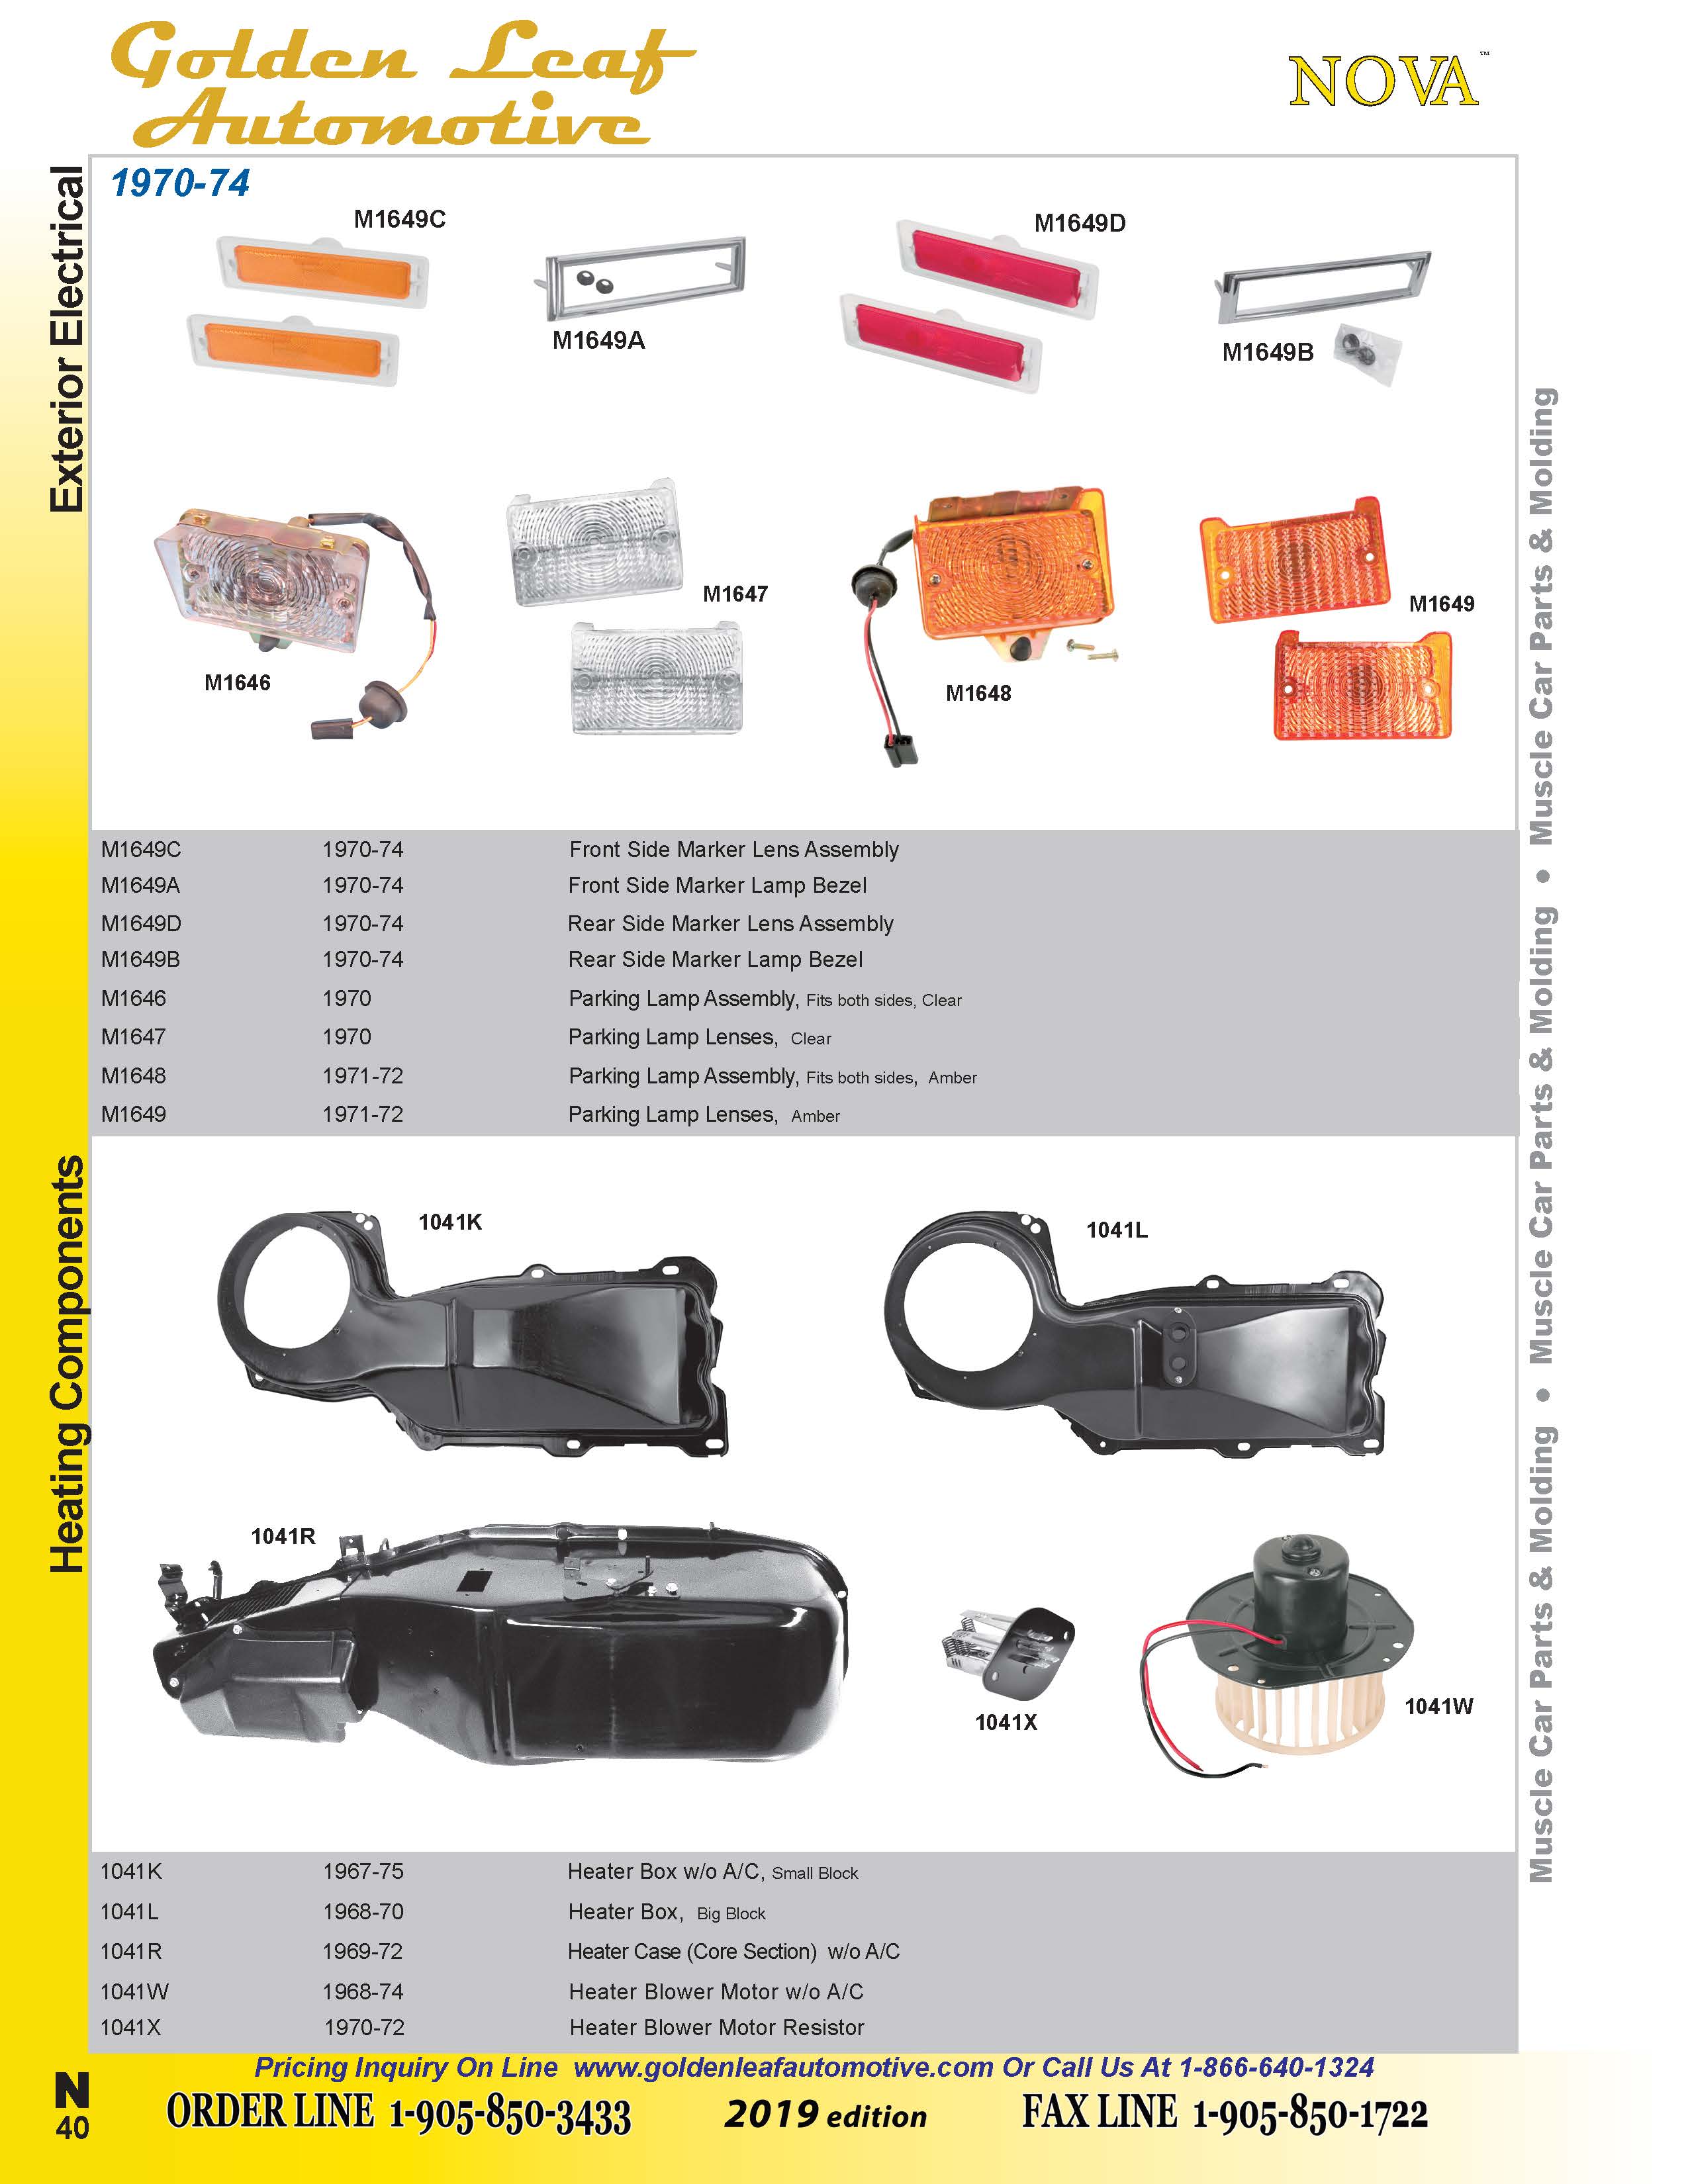 Golden Leaf
Automotive
NOVA™
Exterior Electrical
1970-74
M1649C
M1649D
M1649A
M1649B
M1647
M1649
M1646
M1648
M1649C 1970-74 Front Side Marker Lens Assembly
M1649A 1970-74 Front Side Marker Lamp Bezel
M1649D 1970-74 Rear Side Marker Lens Assembly
M1649B 1970-74 Rear Side Marker Lamp Bezel
M1646 1970 Parking Lamp Assembly, Fits both sides, Clear
M1647 1970 Parking Lamp Lenses, Clear
M1648 1971-72 Parking Lamp Assembly, Fits both sides, Amber
M1649 1971-72 Parking Lamp Lenses, Amber
Heating Components
1041K
1041L
1041R
1041X
1041W
1041K 1967-75 Heater Box w/o A/C, Small Block
1041L 1968-70 Heater Box, Big Block
1041R 1969-72 Heater Case (Core Section) w/o A/C
1041W 1968-74 Heater Blower Motor w/o A/C
1041X 1970-72 Heater Blower Motor Resistor
Muscle Car Parts & Molding • Muscle Car Parts & Molding • Muscle Car Parts & Molding
Pricing Inquiry On Line www.goldenleafautomotive.com Or Call Us At 1-866-640-1324
N
40
ORDER LINE 1-905-850-3433 2019 edition FAX LINE 1-905-850-1722